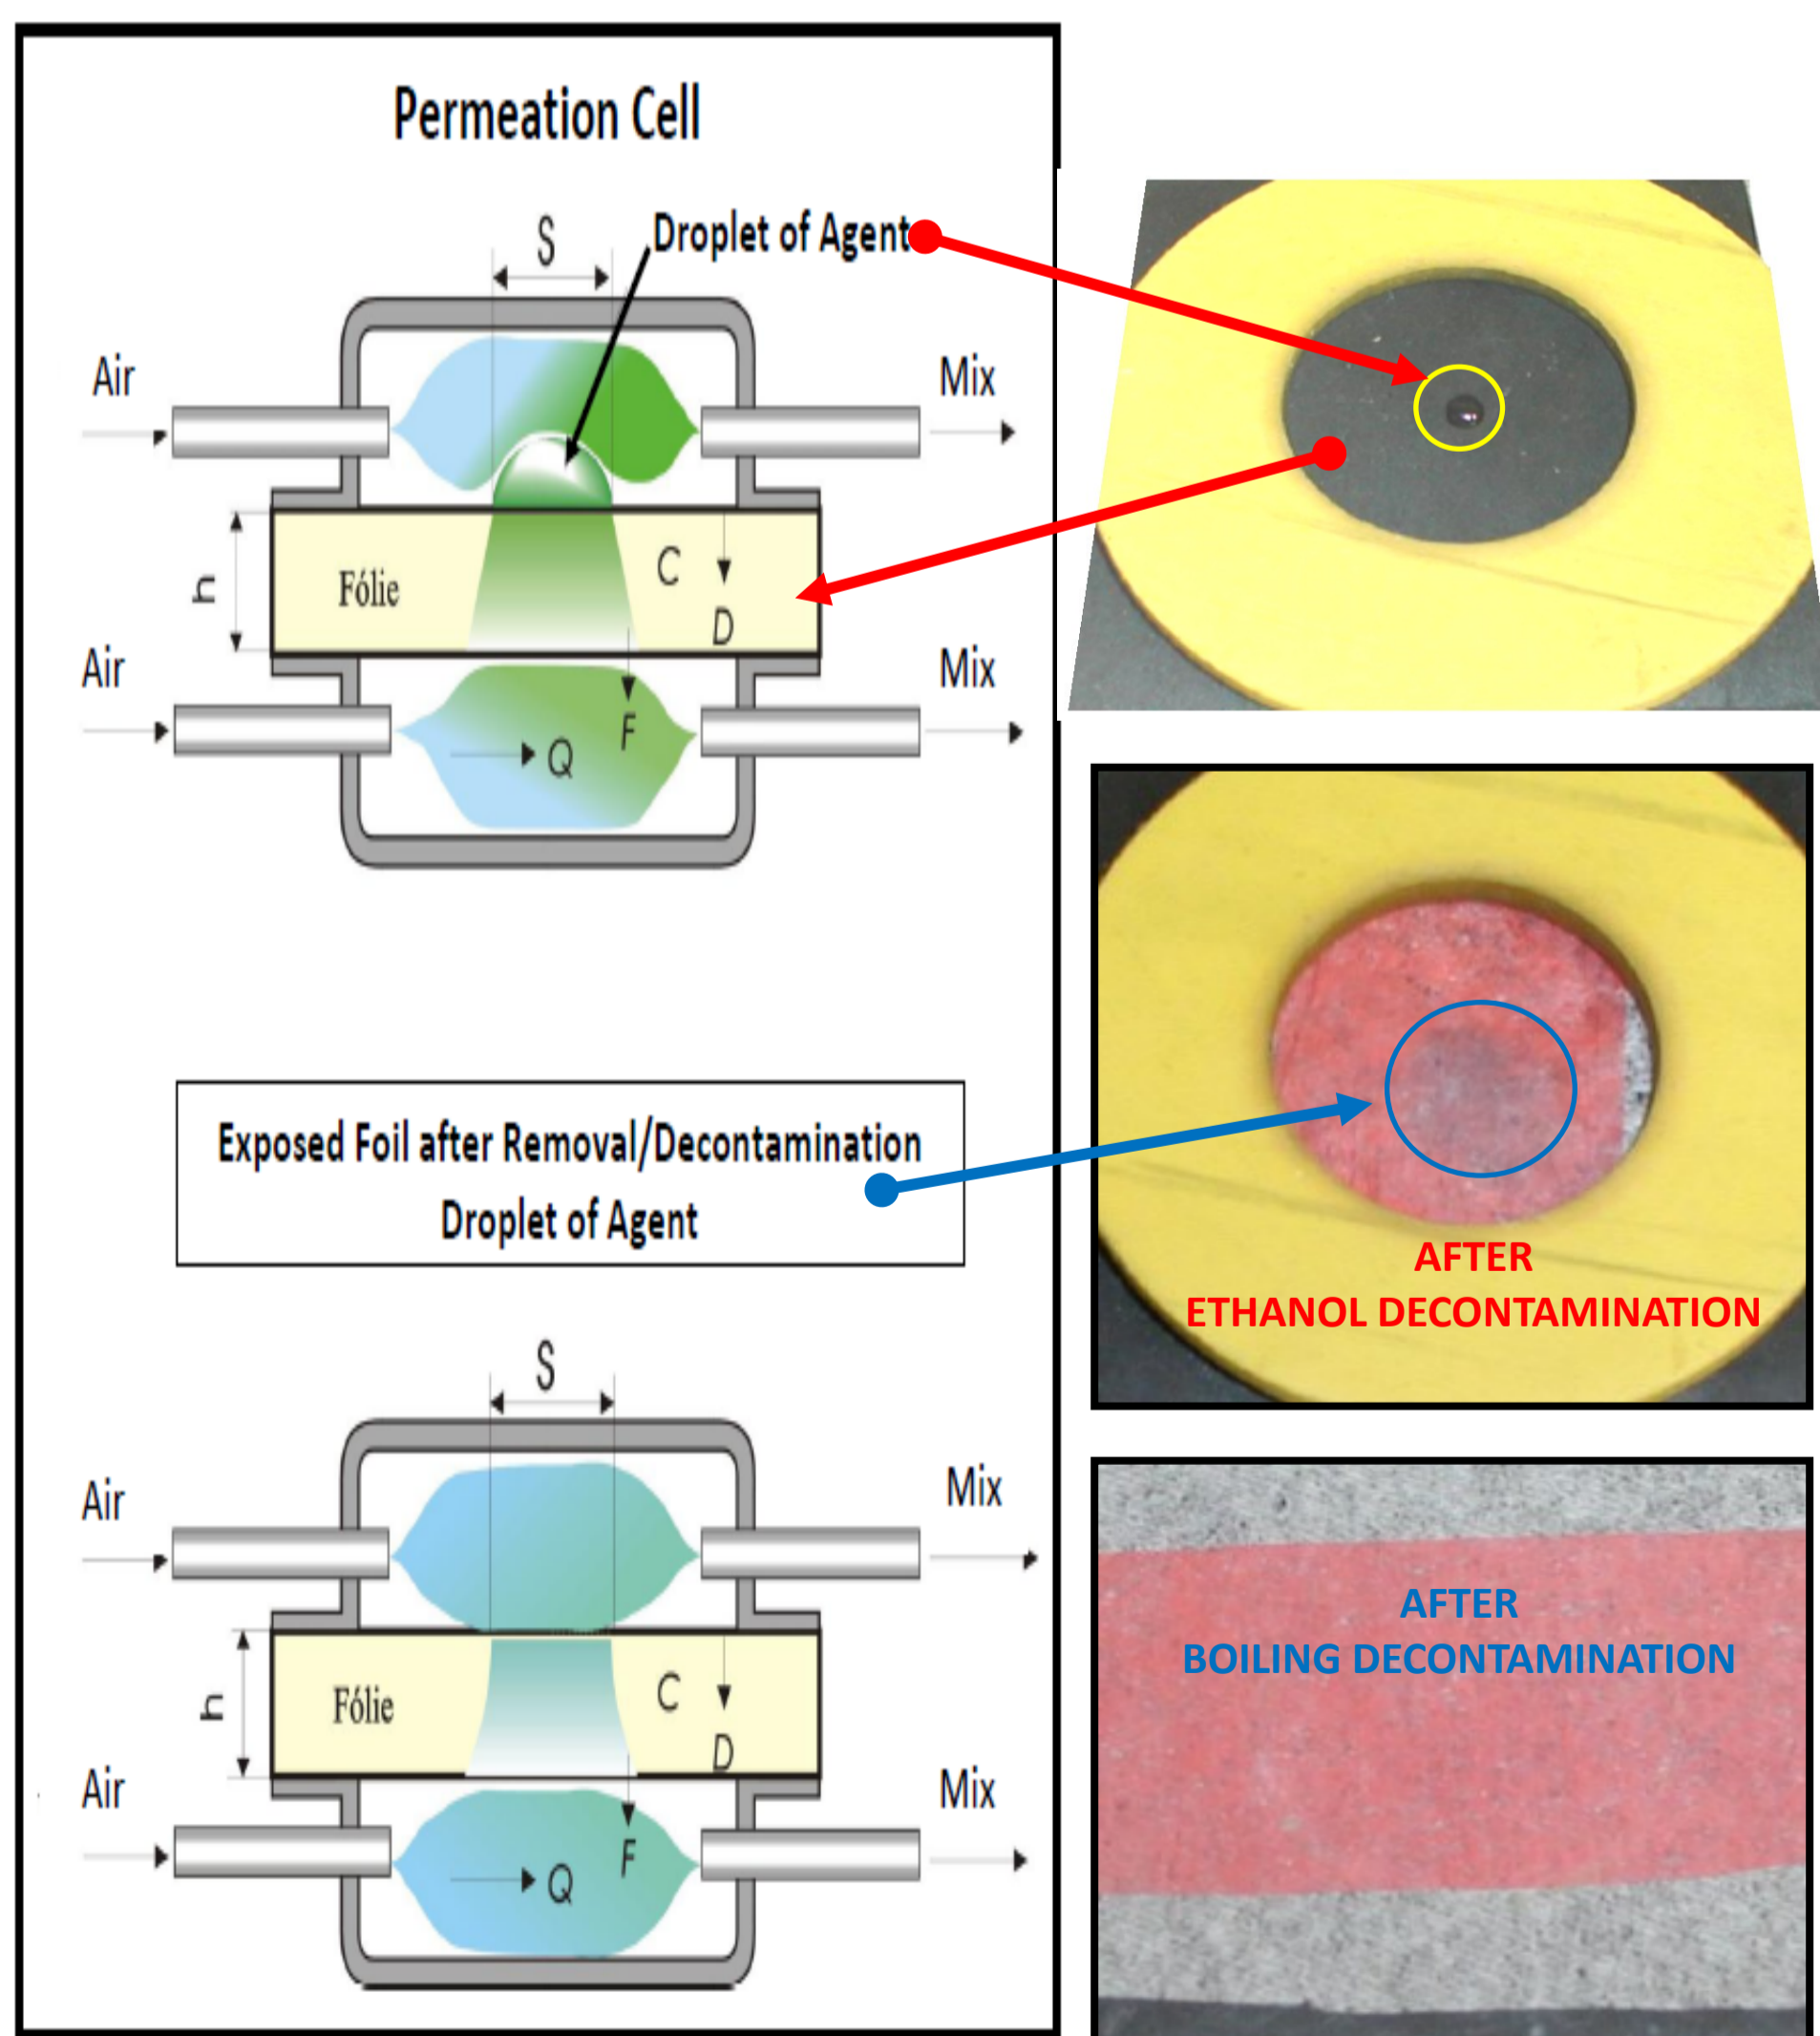 Permeation Cell
S
Droplet of Agent
Air
Mix
h
Fólie
C
D
Air
Mix
F
Q
Exposed Foil after Removal/Decontamination
Droplet of Agent
S
Air
Mix
h
Fólie
C
D
Air
Mix
F
Q
AFTER
ETHANOL DECONTAMINATION
AFTER
BOILING DECONTAMINATION